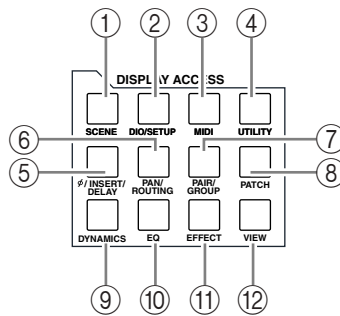 ① ② ③ ④
DISPLAY ACCESS
SCENE DIO/SETUP MIDI UTILITY
⑥ ⑦
⑤ ⑧
ø/INSERT/DELAY PAN/ROUTING PAIR/GROUP PATCH
DYNAMICS EQ EFFECT VIEW
⑨ ⑩ ⑪ ⑫